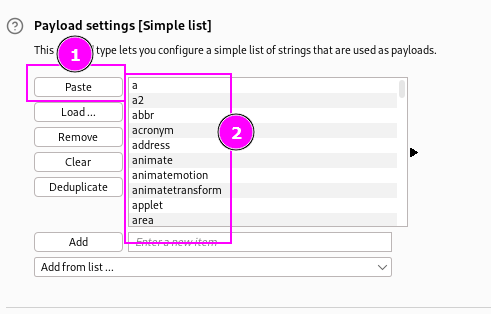 Payload settings [Simple list]
This type lets you configure a simple list of strings that are used as payloads.
1
Paste
Load ...
Remove
Clear
Deduplicate
a
a2
abbr
acronym
address
animate
animatemotion
animatetransform
applet
area
2
Add
Enter a new item
Add from list ...